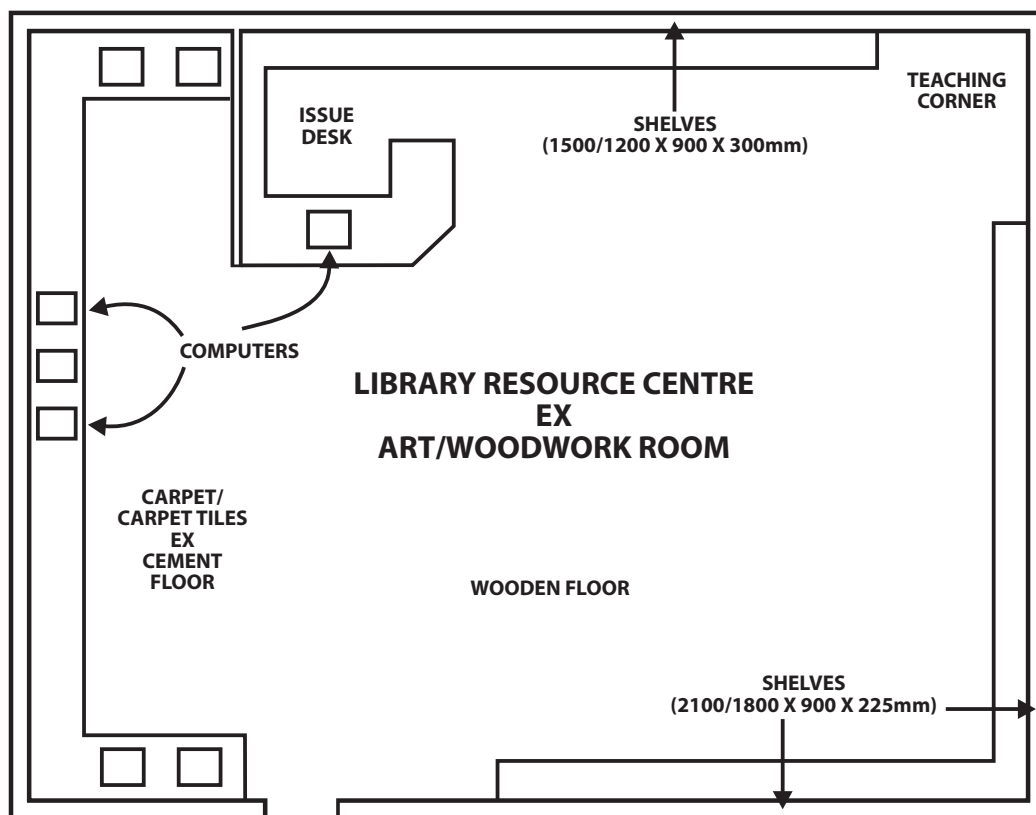 ISSUE
DESK
SHELVES
(1500/1200 X 900 X 300mm)
TEACHING
CORNER
COMPUTERS
LIBRARY RESOURCE CENTRE
EX
ART/WOODWORK ROOM
CARPET/
CARPET TILES
EX
CEMENT
FLOOR
WOODEN FLOOR
SHELVES
(2100/1800 X 900 X 225mm)